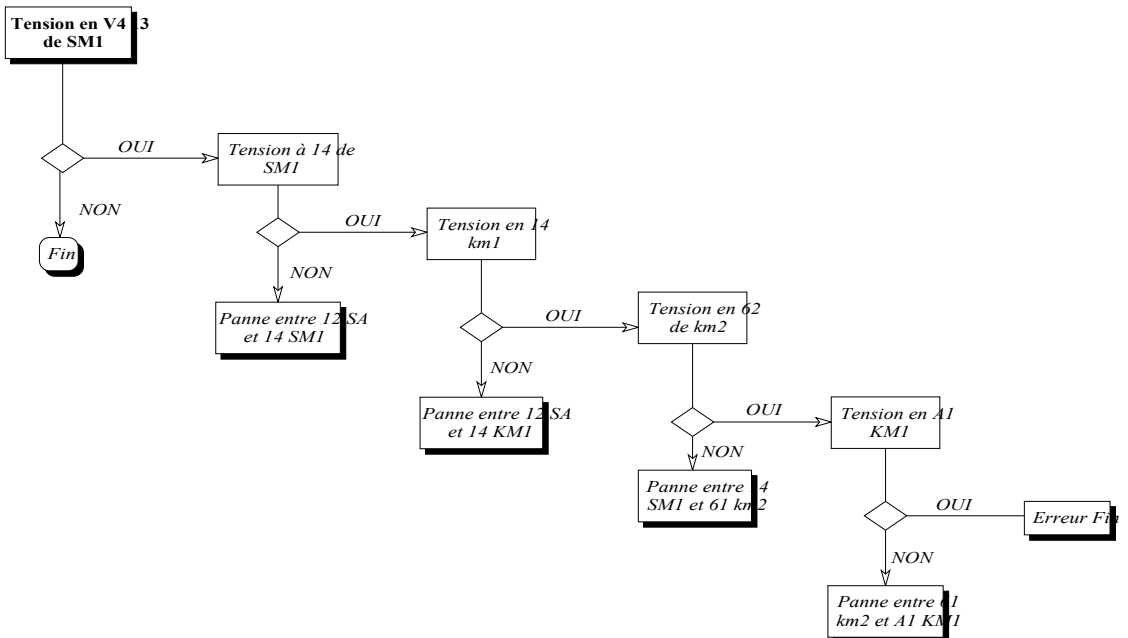 Tension en V4 13
de SM1
OUI
NON
Fin
Tension à 14 de
SM1
OUI
NON
Panne entre 12 SA
et 14 SM1
Tension en 14
km1
OUI
NON
Panne entre 12 SA
et 14 KM1
Tension en 62
de km2
OUI
NON
Panne entre 14
SM1 et 61 km2
Tension en A1
KM1
OUI
NON
Erreur Fin
Panne entre 61
km2 et A1 KM1